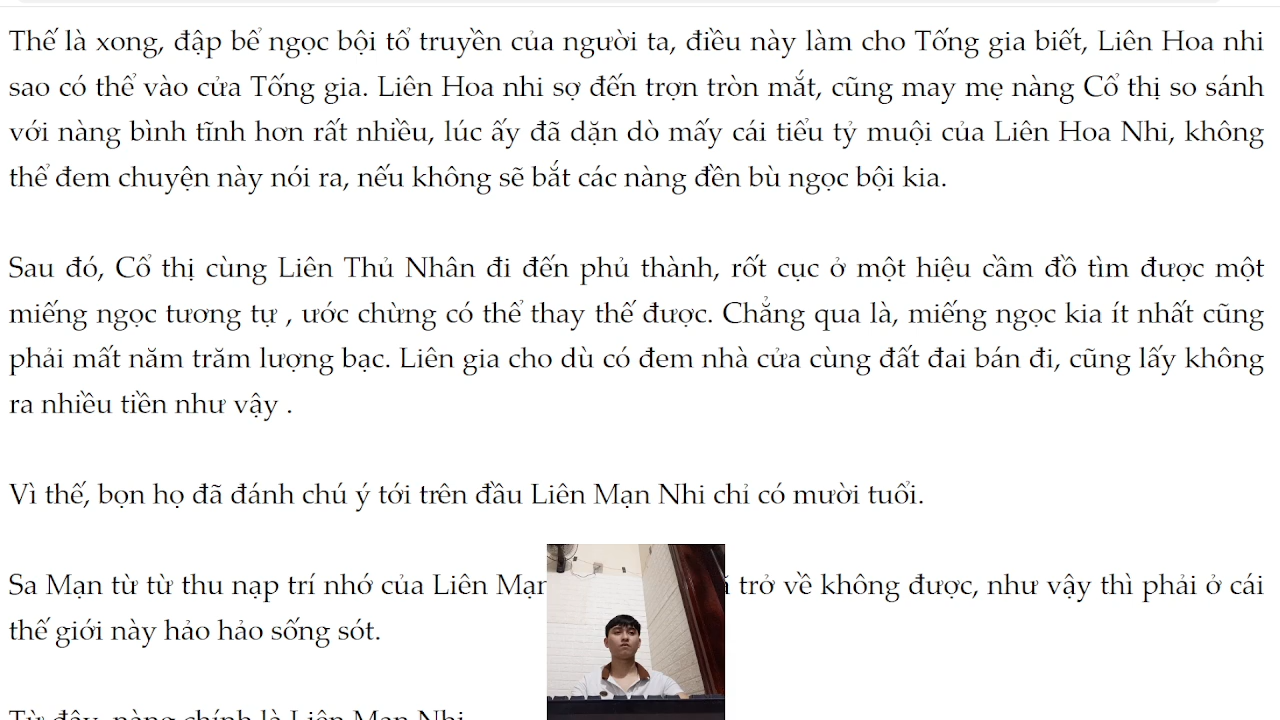 Thế là xong, đập bể ngọc bội tổ truyền của người ta, điều này làm cho Tống gia biết, Liên Hoa nhi
sao có thể vào cửa Tống gia. Liên Hoa nhi sợ đến trợn tròn mắt, cũng may mẹ nàng Cổ thị so sánh
với nàng bình tĩnh hơn rất nhiều, lúc ấy đã dặn dò mấy cái tiểu tỷ muội của Liên Hoa Nhi, không
thể đem chuyện này nói ra, nếu không sẽ bắt các nàng đền bù ngọc bội kia.
Sau đó, Cổ thị cùng Liên Thủ Nhân đi đến phủ thành, rốt cục ở một hiệu cầm đồ tìm được một
miếng ngọc tương tự , ước chừng có thể thay thế được. Chẳng qua là, miếng ngọc kia ít nhất cũng
phải mất năm trăm lượng bạc. Liên gia cho dù có đem nhà cửa cùng đất đai bán đi, cũng lấy không
ra nhiều tiền như vậy .
Vì thế, bọn họ đã đánh chú ý tới trên đầu Liên Mạn Nhi chỉ có mười tuổi.
Sa Mạn từ từ thu nạp trí nhớ của Liên Mạn trở về không được, như vậy thì phải ở cái
thế giới này hảo hảo sống sót.
Từ đây, nàng chính là Liên Mạn Nhi